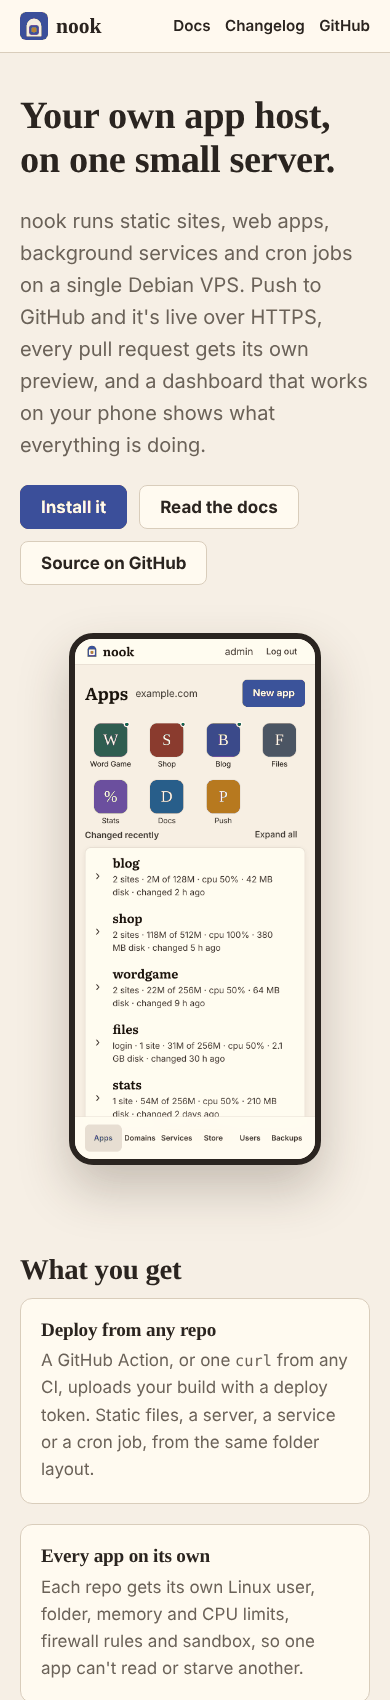 nook
Docs Changelog GitHub
Your own app host,
on one small server.
nook runs static sites, web apps,
background services and cron jobs
on a single Debian VPS. Push to
GitHub and it's live over HTTPS,
every pull request gets its own
preview, and a dashboard that works
on your phone shows what
everything is doing.
Install it
Read the docs
Source on GitHub
nook
admin Log out
Apps example.com
New app
W S B F
Word Game Shop Blog Files
% D P
Stats Docs Push
Changed recently Expand all
› blog
2 sites · 2M of 128M · cpu 50% · 42 MB
disk · changed 2 h ago
› shop
2 sites · 118M of 512M · cpu 100% · 380
MB disk · changed 5 h ago
› wordgame
2 sites · 22M of 256M · cpu 50% · 64 MB
disk · changed 9 h ago
› files
login · 1 site · 31M of 256M · cpu 50% · 2.1
GB disk · changed 30 h ago
› stats
1 site · 54M of 256M · cpu 50% · 210 MB
disk · changed 2 days ago
Apps Domains Services Store Users Backups
What you get
Deploy from any repo
A GitHub Action, or one curl from any
CI, uploads your build with a deploy
token. Static files, a server, a service
or a cron job, from the same folder
layout.
Every app on its own
Each repo gets its own Linux user,
folder, memory and CPU limits,
firewall rules and sandbox, so one
app can't read or starve another.